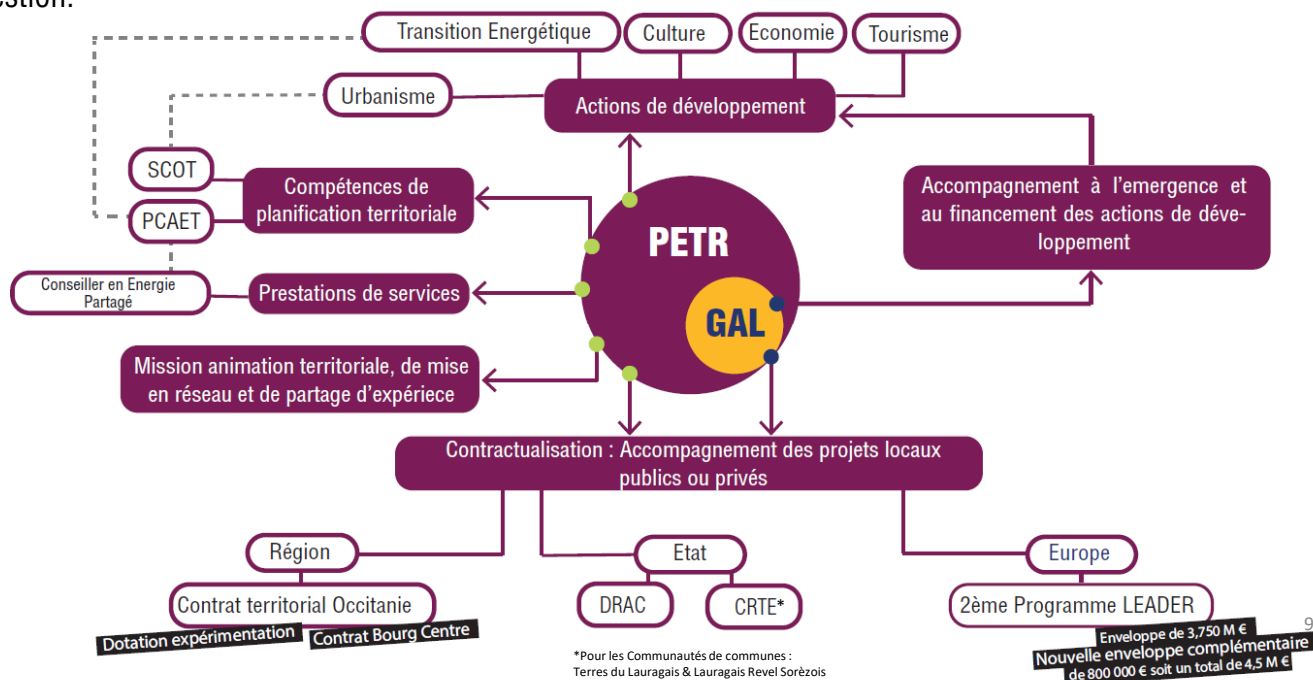 estion.
Transition Energétique
Culture
Economie
Tourisme
Urbanisme
Actions de développement
SCOT
PCAET
Compétences de
planification territoriale
Accompagnement à l'emergence et
au financement des actions de déve-
loppement
PETR
GAL
Conseiller en Energie
Partagé
Prestations de services
Mission animation territoriale, de mise
en réseau et de partage d'expériece
Contractualisation : Accompagnement des projets locaux
publics ou privés
Région
Etat
Europe
Contrat territorial Occitanie
DRAC
CRTE*
2ème Programme LEADER
Dotation expérimentation
Contrat Bourg Centre
Enveloppe de 3,750 M €
Nouvelle enveloppe complémentaire
de 800 000 € soit un total de 4,5 M €
9
*Pour les Communautés de communes :
Terres du Lauragais & Lauragais Revel Sorèzois